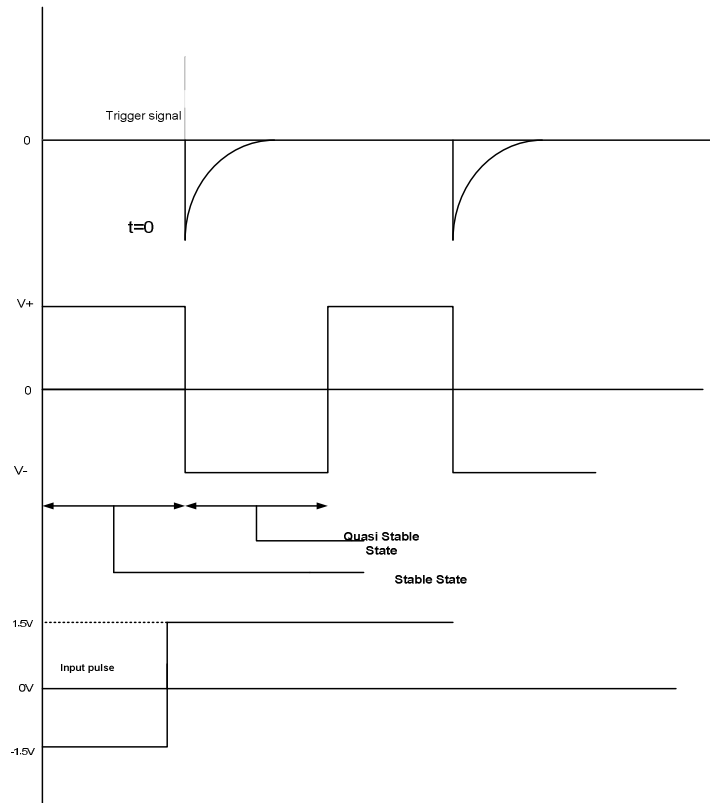 Trigger signal
0
t=0
V+
0
V-
Quasi Stable
State
Stable State
1.5V
Input pulse
0V
-1.5V